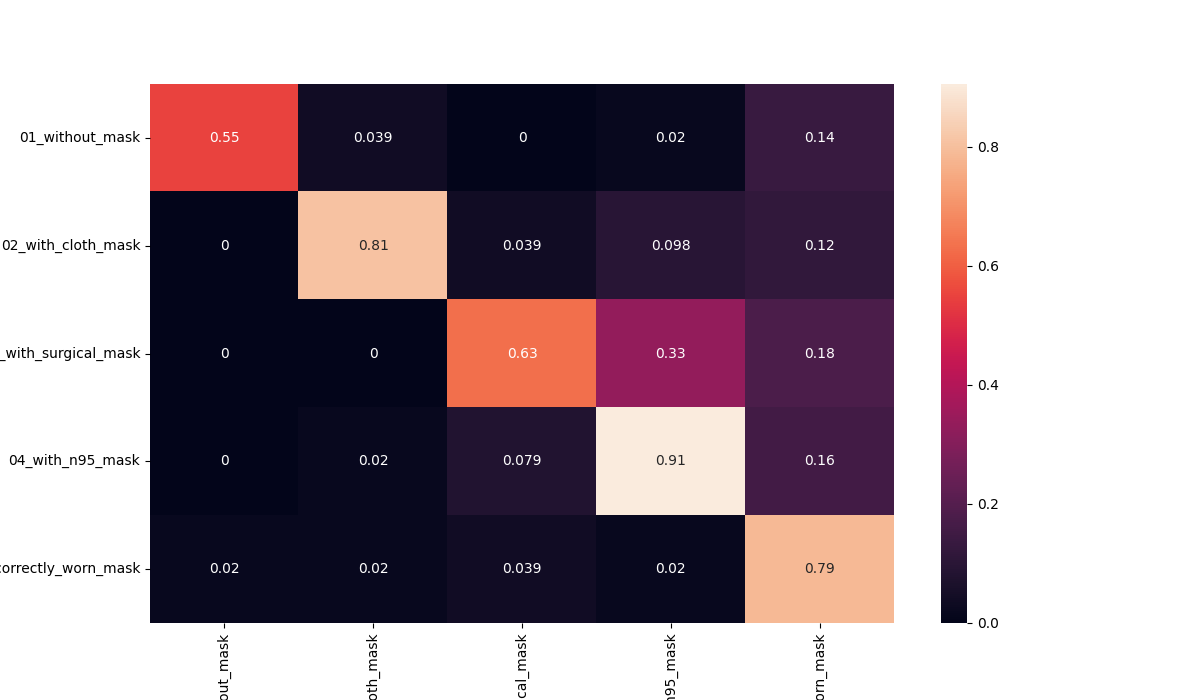 01_without_mask 0.55 0.039 0 0.02 0.14
02_with_cloth_mask 0 0.81 0.039 0.098 0.12
_with_surgical_mask 0 0 0.63 0.33 0.18
04_with_n95_mask 0 0.02 0.079 0.91 0.16
correctly_worn_mask 0.02 0.02 0.039 0.02 0.79
out_mask oth_mask cal_mask n95_mask orn_mask
0.8
0.6
0.4
0.2
0.0